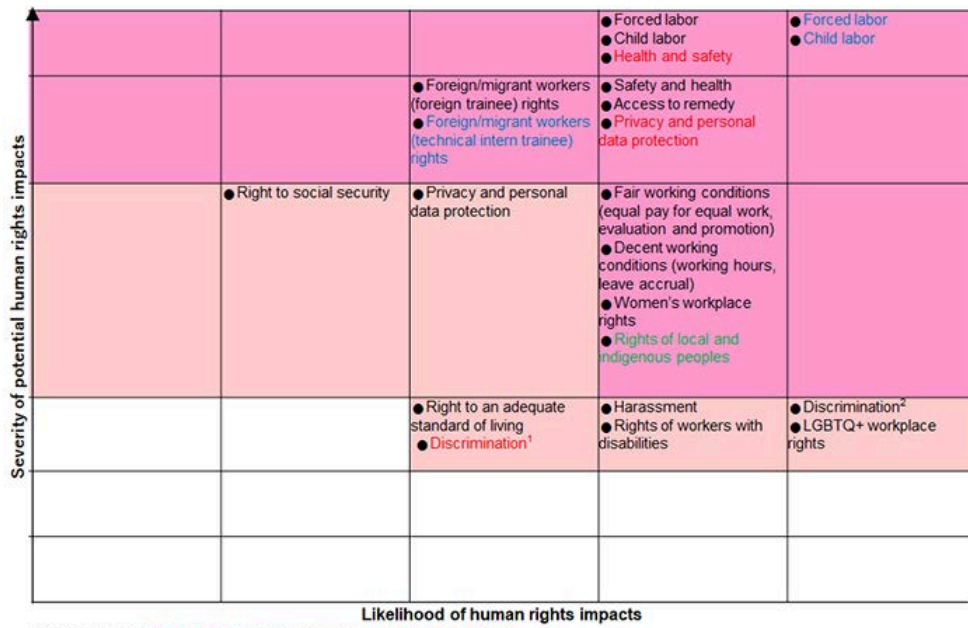 Severity of potential human rights impacts
● Forced labor
● Child labor
● Health and safety
● Forced labor
● Child labor
● Foreign/migrant workers
(foreign trainee) rights
● Foreign/migrant workers
(technical intern trainee)
rights
● Safety and health
● Access to remedy
● Privacy and personal
data protection
● Right to social security
● Privacy and personal
data protection
● Fair working conditions
(equal pay for equal work,
evaluation and promotion)
● Decent working
conditions (working hours,
leave accrual)
● Women's workplace
rights
● Rights of local and
indigenous peoples
● Right to an adequate
standard of living
● Discrimination¹
● Harassment
● Rights of workers with
disabilities
● Discrimination²
● LGBTQ+ workplace
rights
Likelihood of human rights impacts